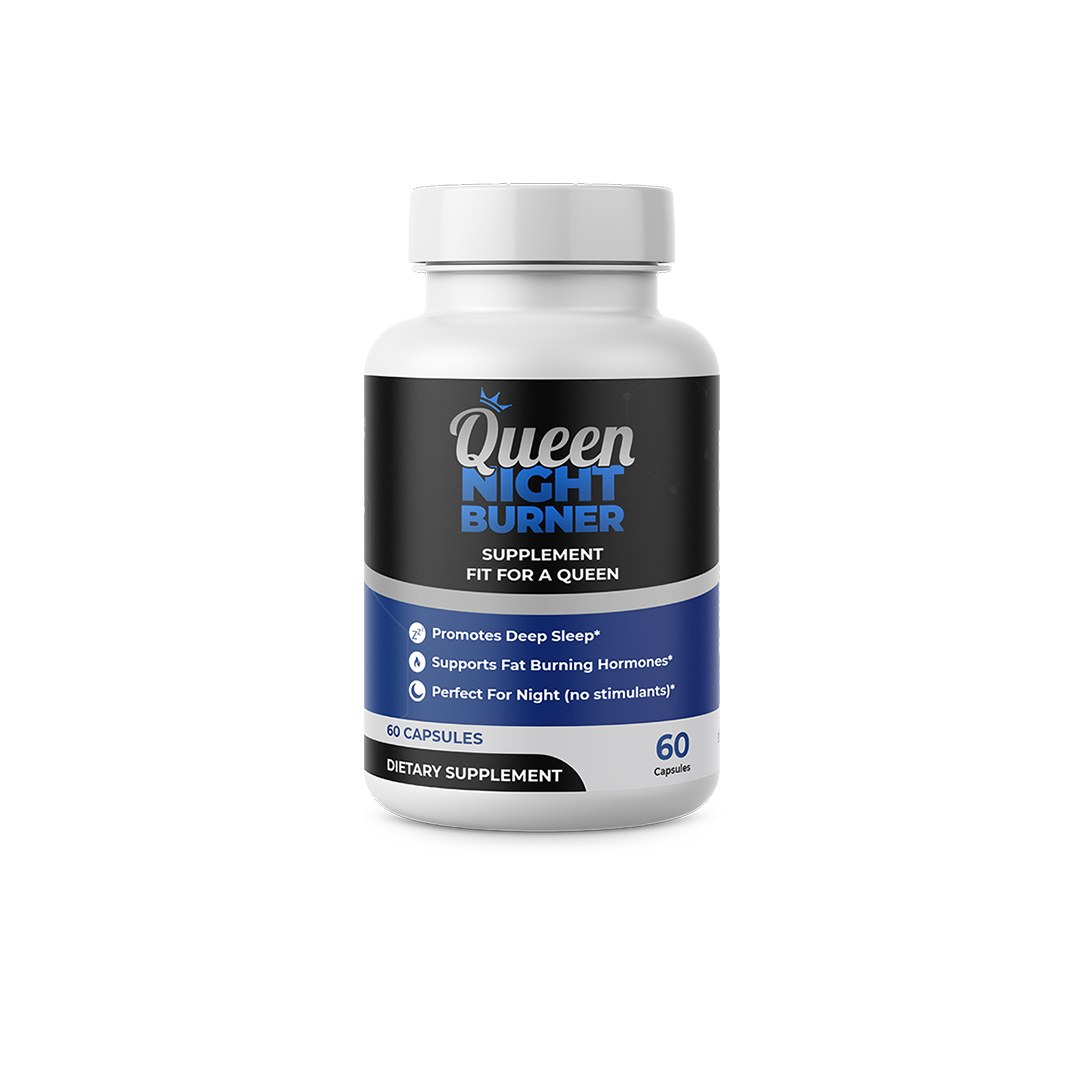 Queen
NIGHT
BURNER
SUPPLEMENT
FIT FOR A QUEEN
Promotes Deep Sleep*
Supports Fat Burning Hormones*
Perfect For Night (no stimulants)*
60 CAPSULES
DIETARY SUPPLEMENT
60
Capsules